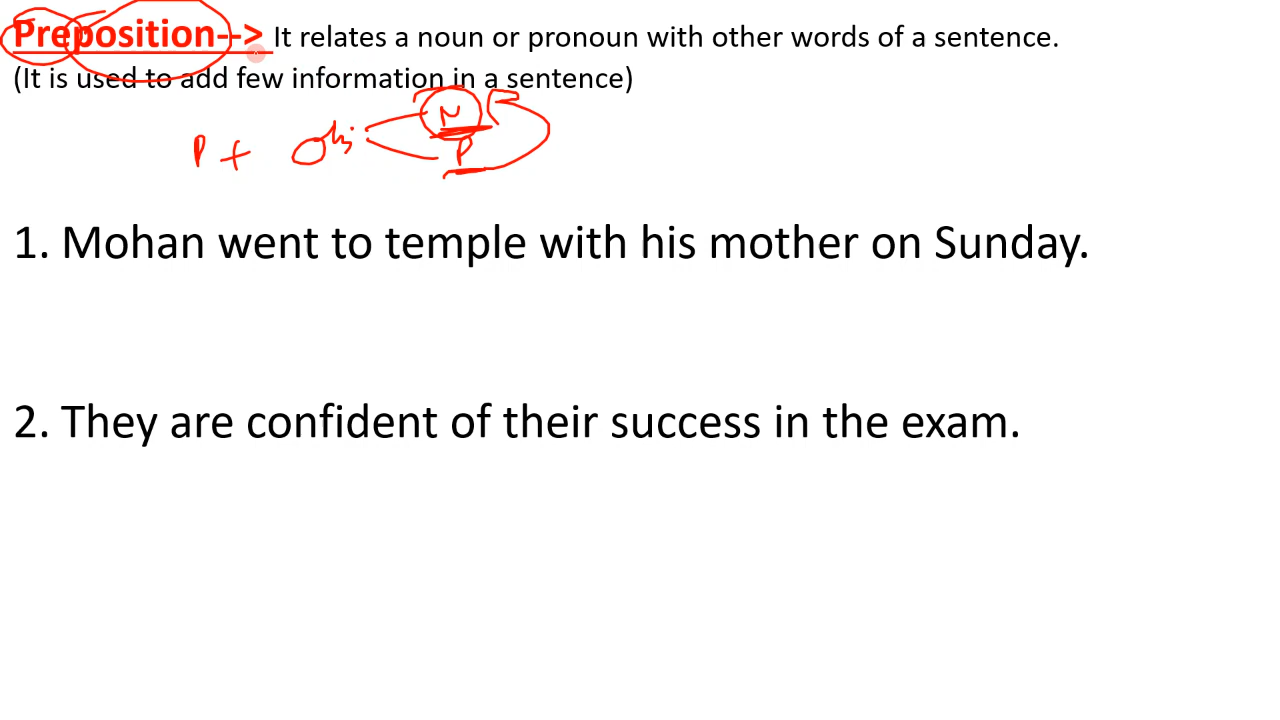 Preposition--> It relates a noun or pronoun with other words of a sentence.
(It is used to add few information in a sentence)
N
P + Obj.
P
1. Mohan went to temple with his mother on Sunday.
2. They are confident of their success in the exam.